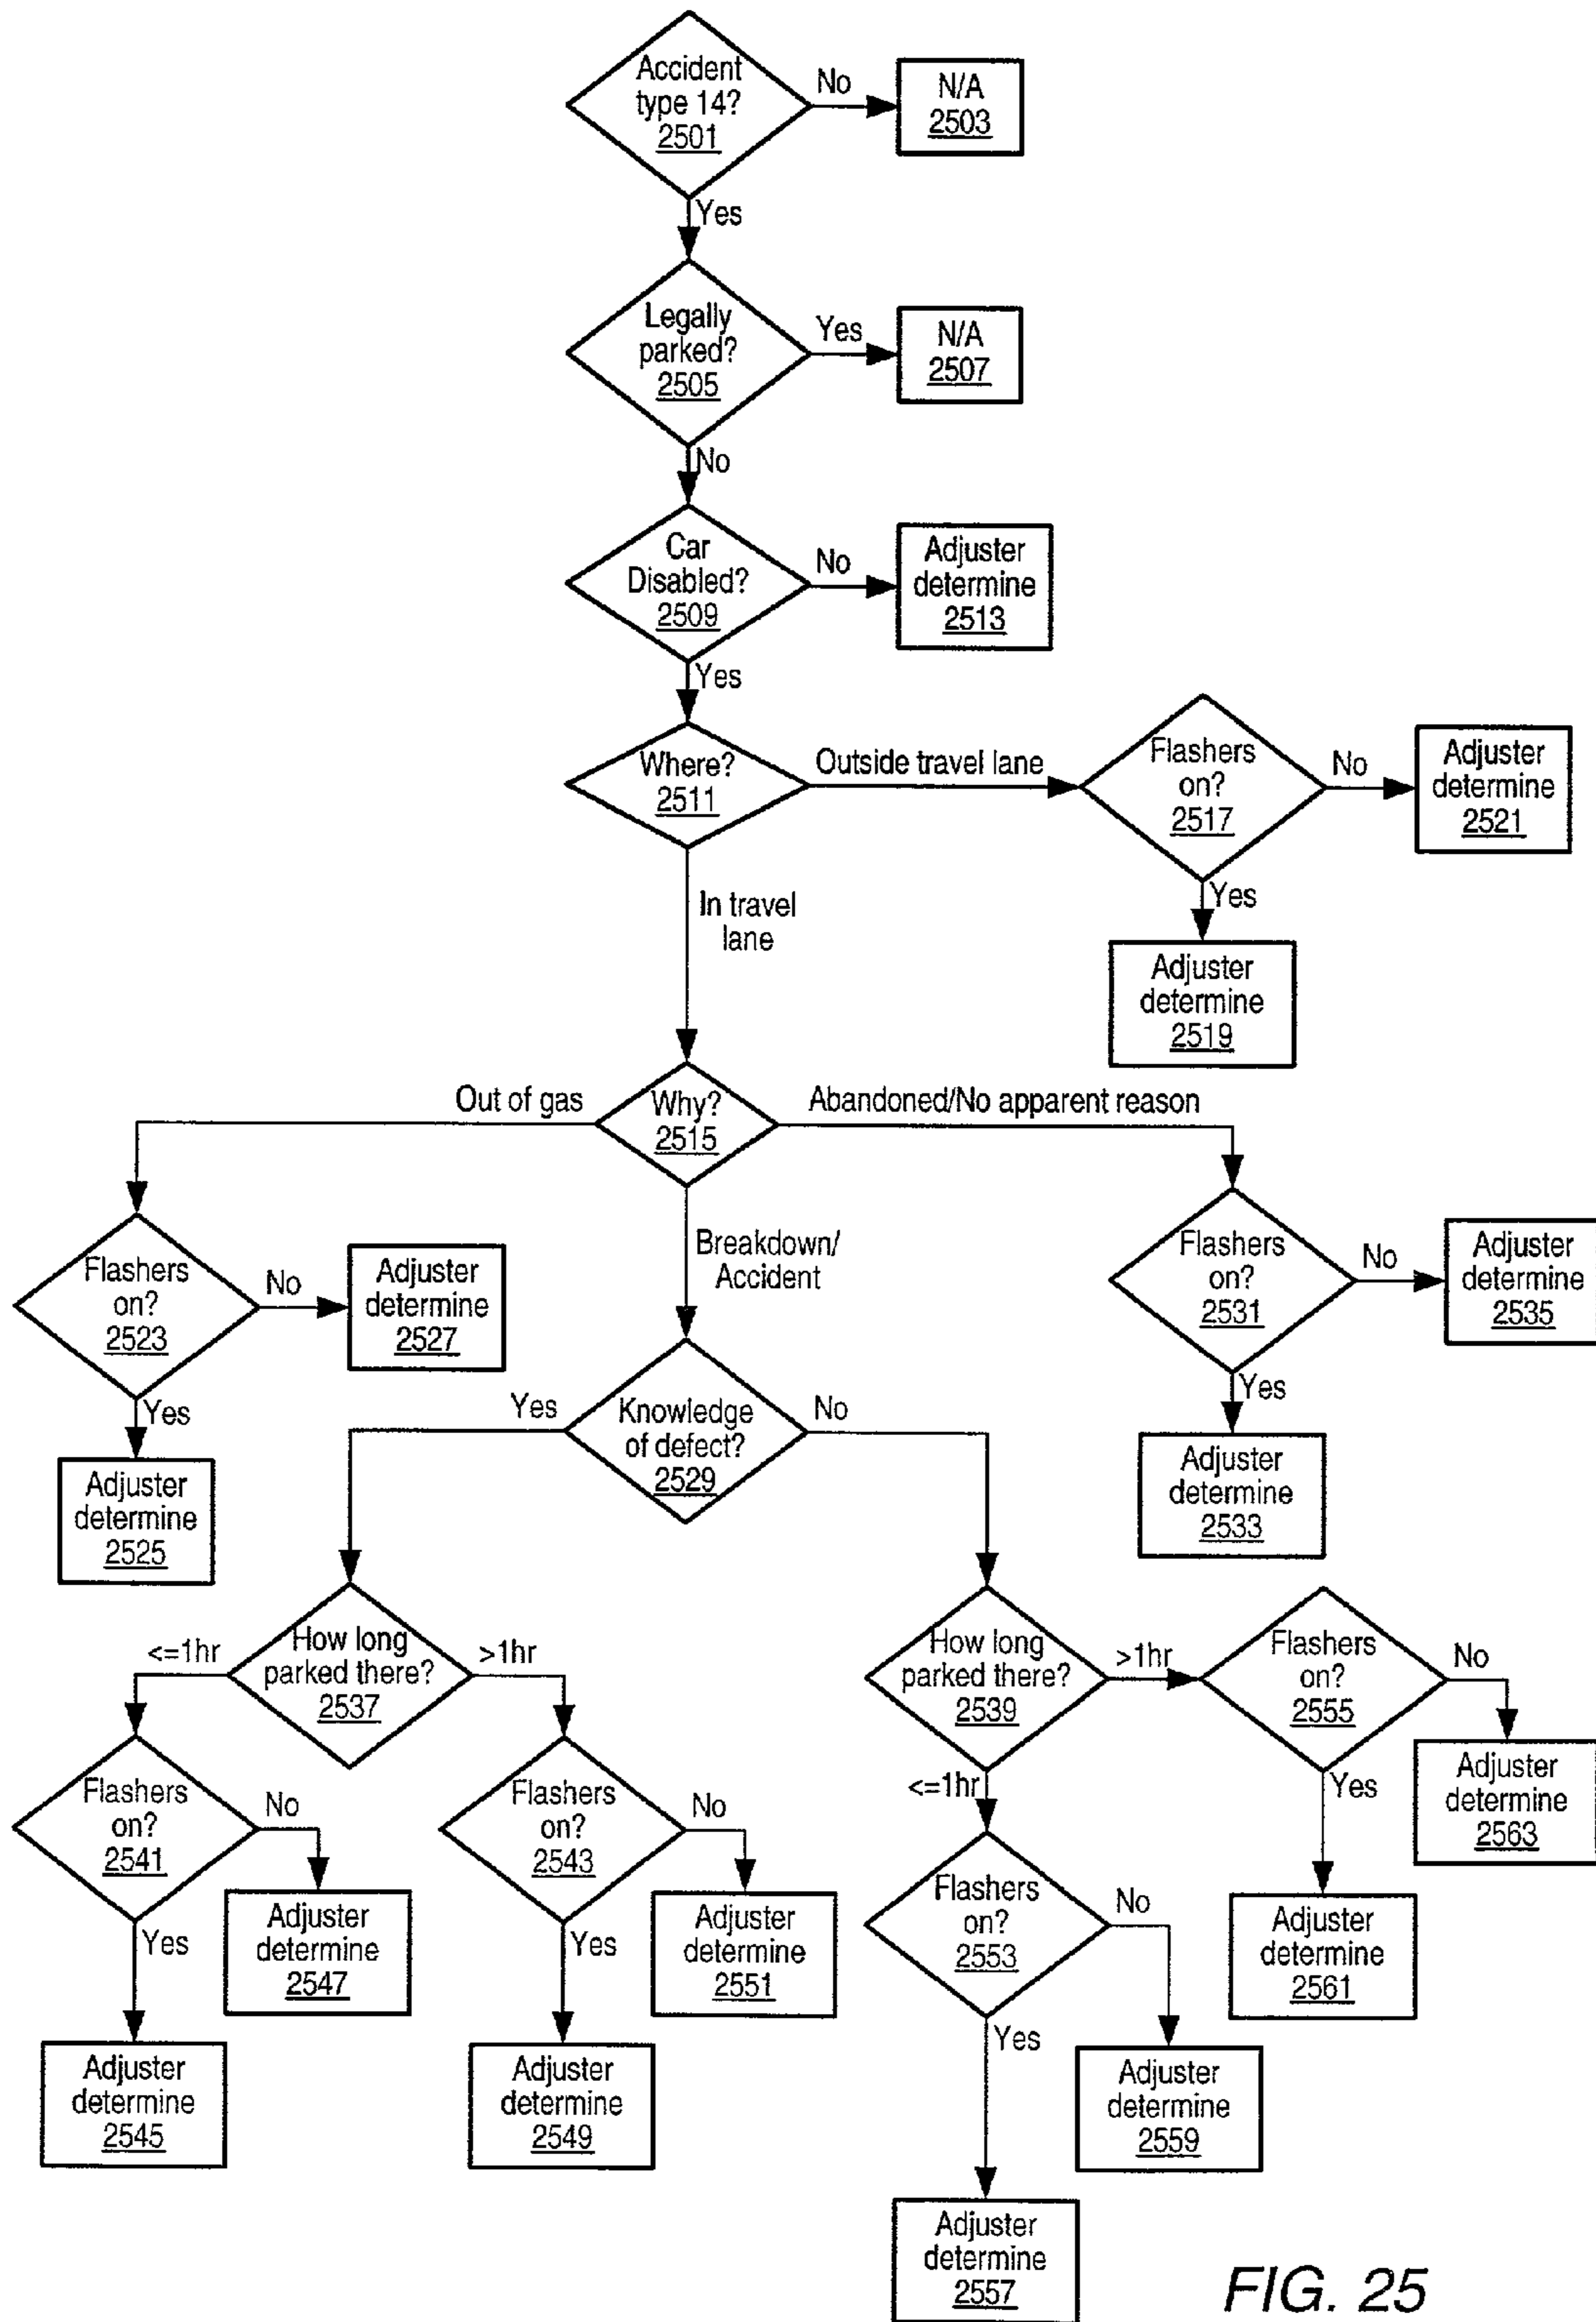 Accident
type 14?
2501
No
N/A
2503
Yes
Legally
parked?
2505
Yes
N/A
2507
No
Car
Disabled?
2509
No
Adjuster
determine
2513
Yes
Where?
2511
Outside travel lane
Flashers
on?
2517
No
Adjuster
determine
2521
Yes
Adjuster
determine
2519
In travel
lane
Why?
2515
Out of gas
Abandoned/No apparent reason
Flashers
on?
2523
No
Adjuster
determine
2527
Yes
Adjuster
determine
2525
Breakdown/
Accident
Flashers
on?
2531
No
Adjuster
determine
2535
Yes
Adjuster
determine
2533
Knowledge
of defect?
2529
Yes
No
How long
parked there?
2537
<=1hr
>1hr
Flashers
on?
2541
No
Adjuster
determine
2547
Yes
Adjuster
determine
2545
Flashers
on?
2543
No
Adjuster
determine
2551
Yes
Adjuster
determine
2549
How long
parked there?
2539
>1hr
Flashers
on?
2555
No
Adjuster
determine
2563
Yes
Adjuster
determine
2561
<=1hr
Flashers
on?
2553
No
Adjuster
determine
2559
Yes
Adjuster
determine
2557
FIG. 25